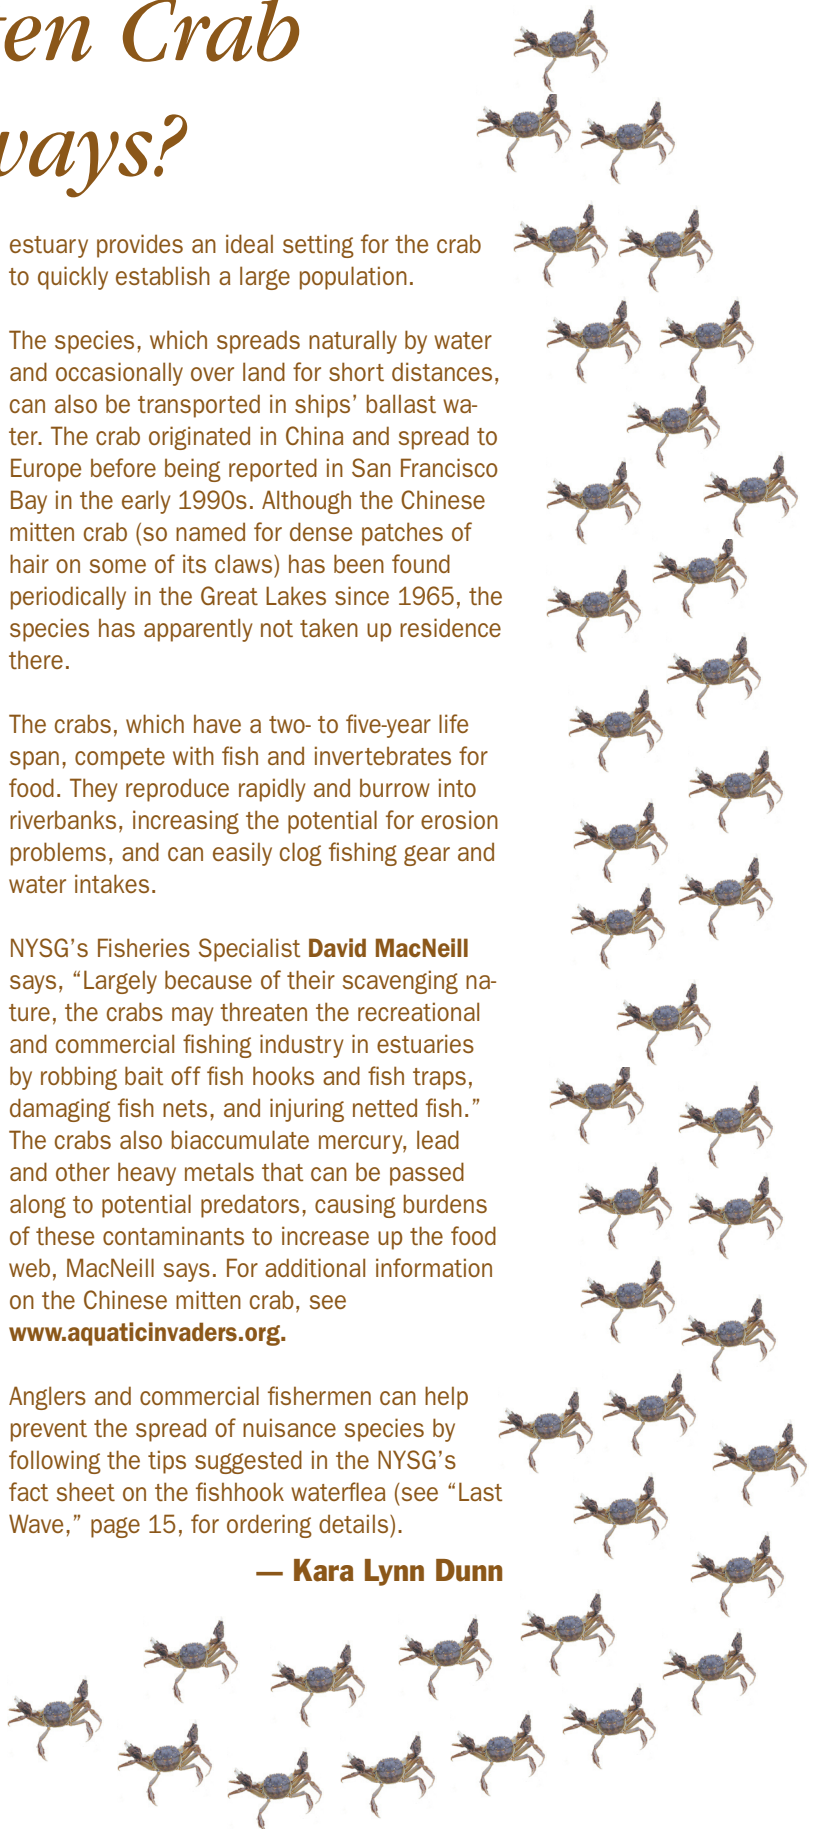 en Crab
ways?
estuary provides an ideal setting for the crab
to quickly establish a large population.
The species, which spreads naturally by water
and occasionally over land for short distances,
can also be transported in ships’ ballast wa-
ter. The crab originated in China and spread to
Europe before being reported in San Francisco
Bay in the early 1990s. Although the Chinese
mitten crab (so named for dense patches of
hair on some of its claws) has been found
periodically in the Great Lakes since 1965, the
species has apparently not taken up residence
there.
The crabs, which have a two- to five-year life
span, compete with fish and invertebrates for
food. They reproduce rapidly and burrow into
riverbanks, increasing the potential for erosion
problems, and can easily clog fishing gear and
water intakes.
NYSG’s Fisheries Specialist David MacNeill
says, “Largely because of their scavenging na-
ture, the crabs may threaten the recreational
and commercial fishing industry in estuaries
by robbing bait off fish hooks and fish traps,
damaging fish nets, and injuring netted fish.”
The crabs also biaccumulate mercury, lead
and other heavy metals that can be passed
along to potential predators, causing burdens
of these contaminants to increase up the food
web, MacNeill says. For additional information
on the Chinese mitten crab, see
www.aquaticinvaders.org.
Anglers and commercial fishermen can help
prevent the spread of nuisance species by
following the tips suggested in the NYSG’s
fact sheet on the fishhook waterflea (see “Last
Wave,” page 15, for ordering details).
— Kara Lynn Dunn